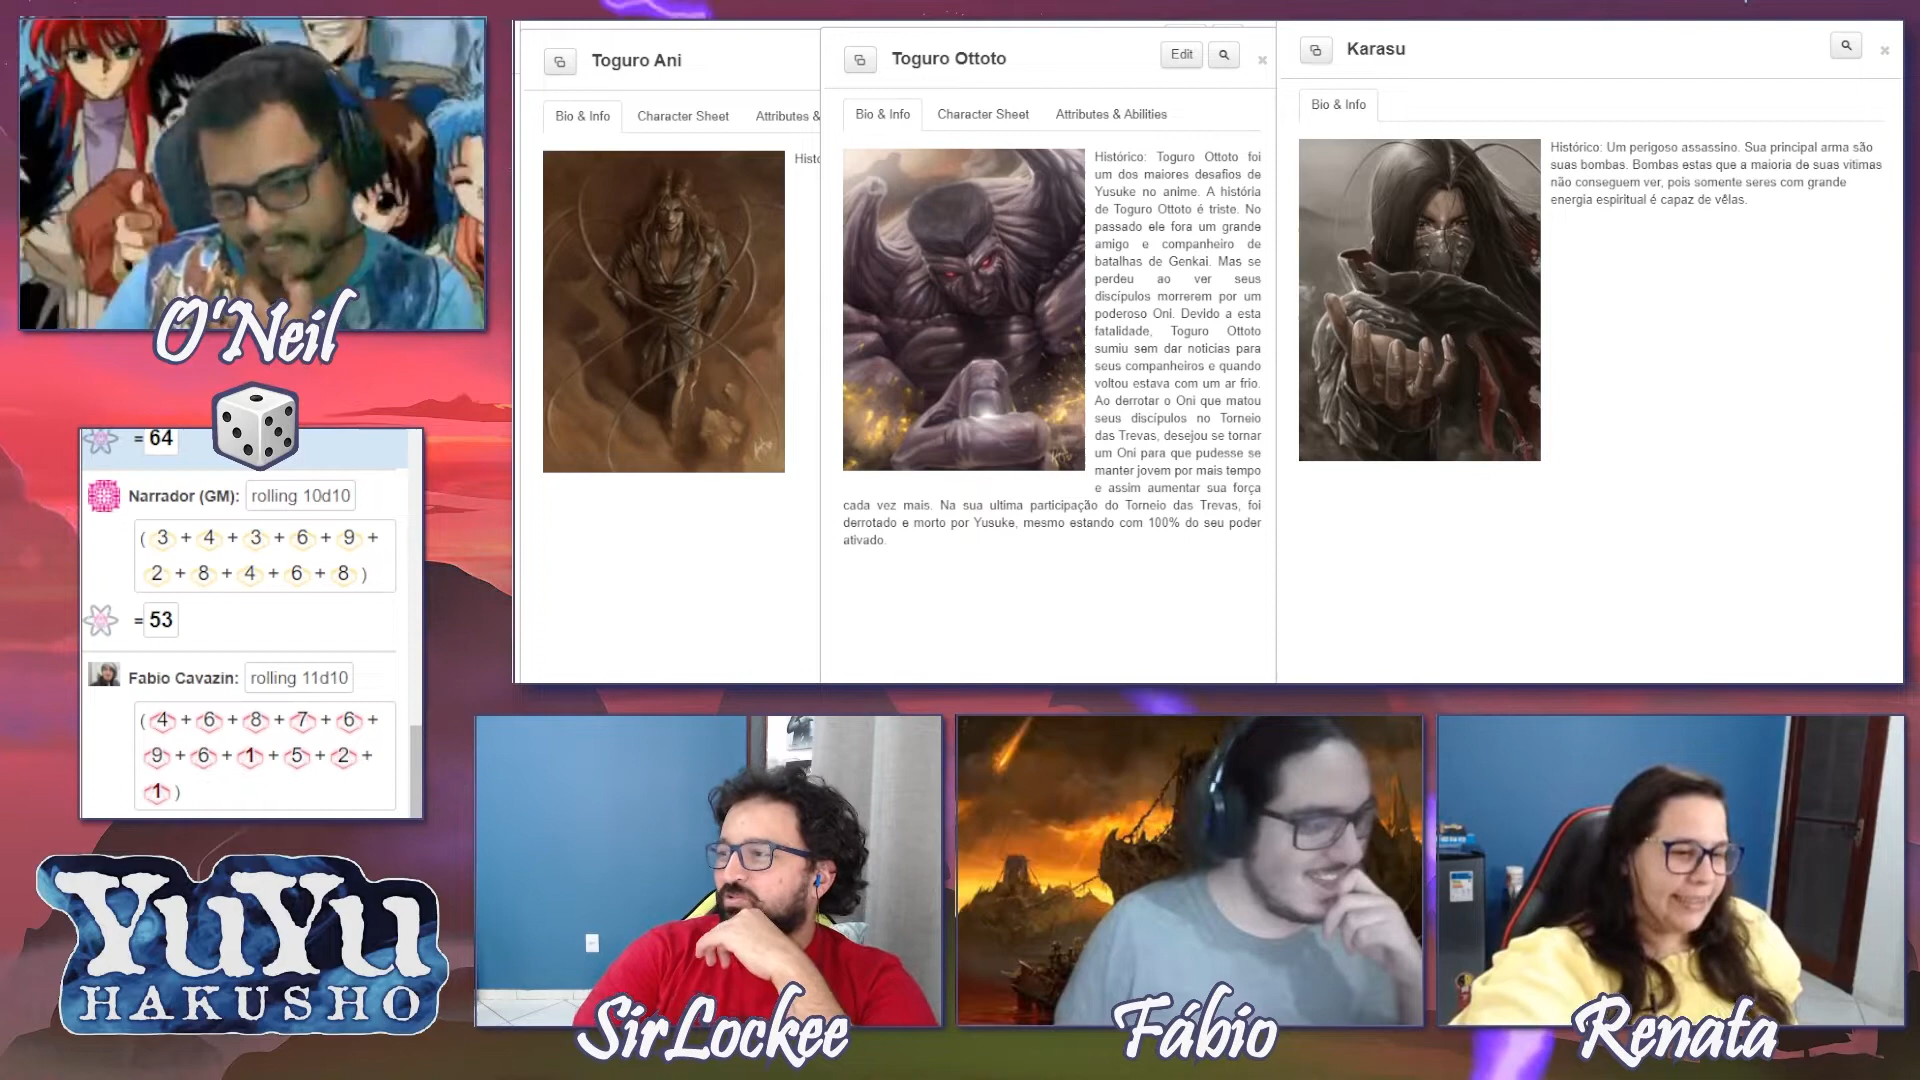 O'Neil
= 64
Narrador (GM): rolling 10d10
( 3 + 4 + 3 + 6 + 9 +
2 + 8 + 4 + 6 + 8 )
= 53
Fabio Cavazin: rolling 11d10
( 4 + 6 + 8 + 7 + 6 +
9 + 6 + 1 + 5 + 2 +
1 )
YuYu
HAKUSHO
Toguro Ani
Bio & Info Character Sheet Attributes &
Histo
Toguro Ottoto
Edit
Bio & Info Character Sheet Attributes & Abilities
Histórico: Toguro Ottoto foi
um dos maiores desafios de
Yusuke no anime. A história
de Toguro Ottoto é triste. No
passado ele fora um grande
amigo e companheiro de
batalhas de Genkai. Mas se
perdeu ao ver seus
discípulos morrerem por um
poderoso Oni. Devido a esta
fatalidade, Toguro Ottoto
sumiu sem dar noticias para
seus companheiros e quando
voltou estava com um ar frio.
Ao derrotar o Oni que matou
seus discípulos no Torneio
das Trevas, desejou se tornar
um Oni para que pudesse se
manter jovem por mais tempo
e assim aumentar sua força
cada vez mais. Na sua ultima participação do Torneio das Trevas, foi
derrotado e morto por Yusuke, mesmo estando com 100% do seu poder
ativado.
Karasu
Bio & Info
Histórico: Um perigoso assassino. Sua principal arma são
suas bombas. Bombas estas que a maioria de suas vitimas
não conseguem ver, pois somente seres com grande
energia espiritual é capaz de vêlas.
SirLockee
Fábio
Renata